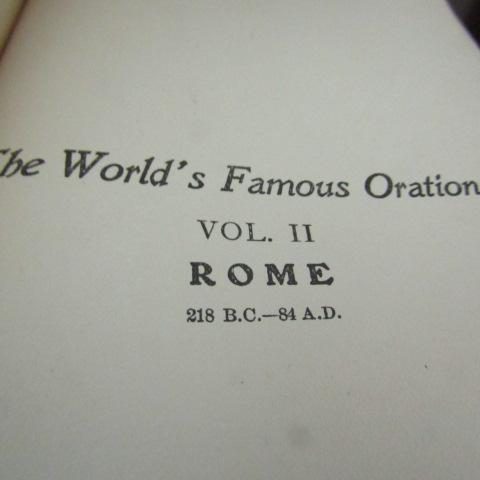 The World's Famous Oration
VOL. II
ROME
218 B.C.—84 A.D.